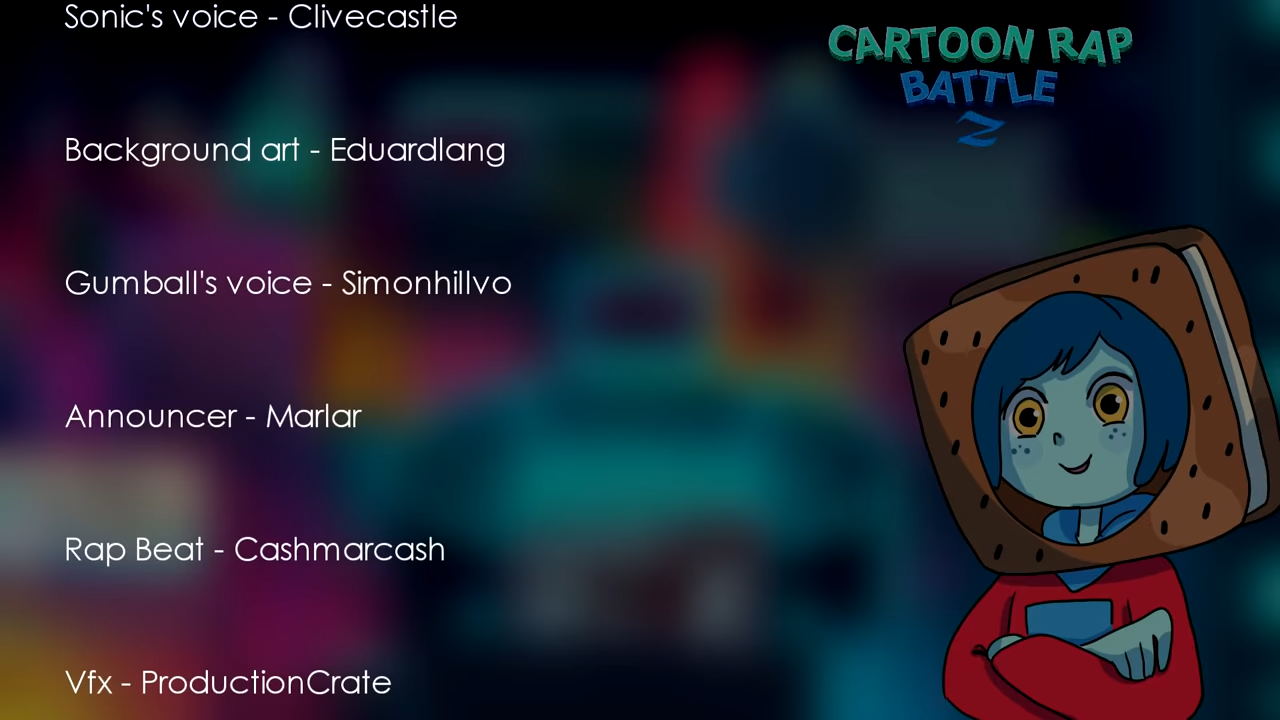 Sonic's voice - Clivecastle
CARTOON RAP
BATTLE
Z
Background art - Eduardlang
Gumball's voice - Simonhillvo
Announcer - Marlar
Rap Beat - Cashmarcash
Vfx - ProductionCrate